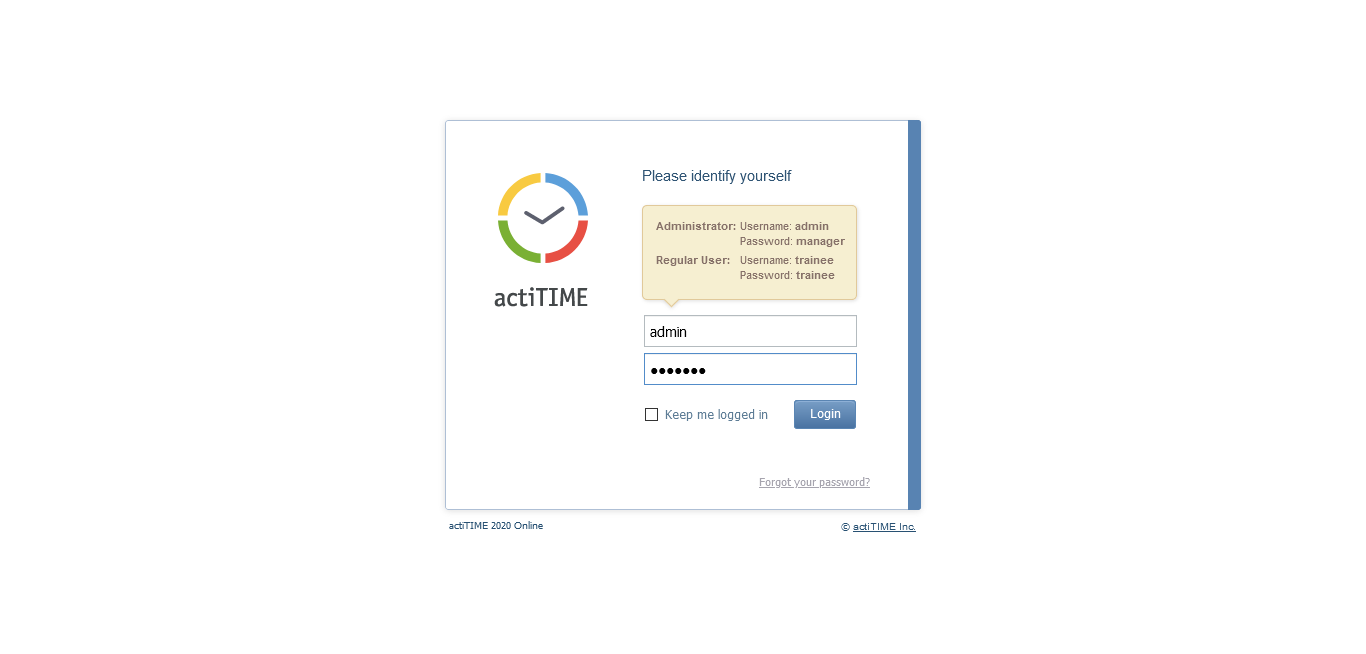 Please identify yourself
Administrator: Username: admin
Password: manager
Regular User: Username: trainee
Password: trainee
actiTIME
admin
•••••••
Keep me logged in
Login
Forgot your password?
actiTIME 2020 Online
© actiTIME Inc.